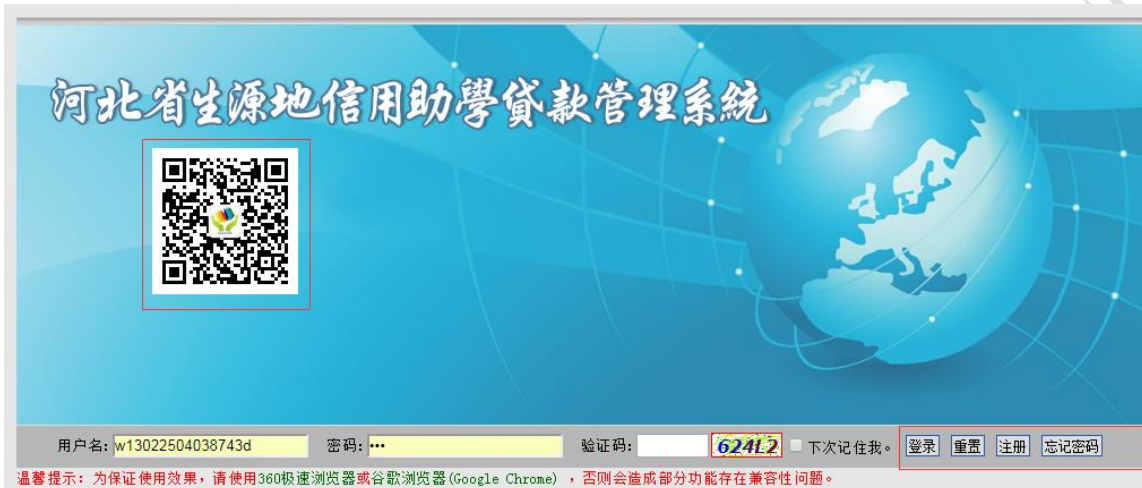 河北省生源地信用助學貸款管理系統
用户名: w13022504038743d 密码: ••• 验证码: 624L2 下次记住我。 登录 重置 注册 忘记密码
温馨提示：为保证使用效果，请使用360极速浏览器或谷歌浏览器(Google Chrome) ，否则会造成部分功能存在兼容性问题。